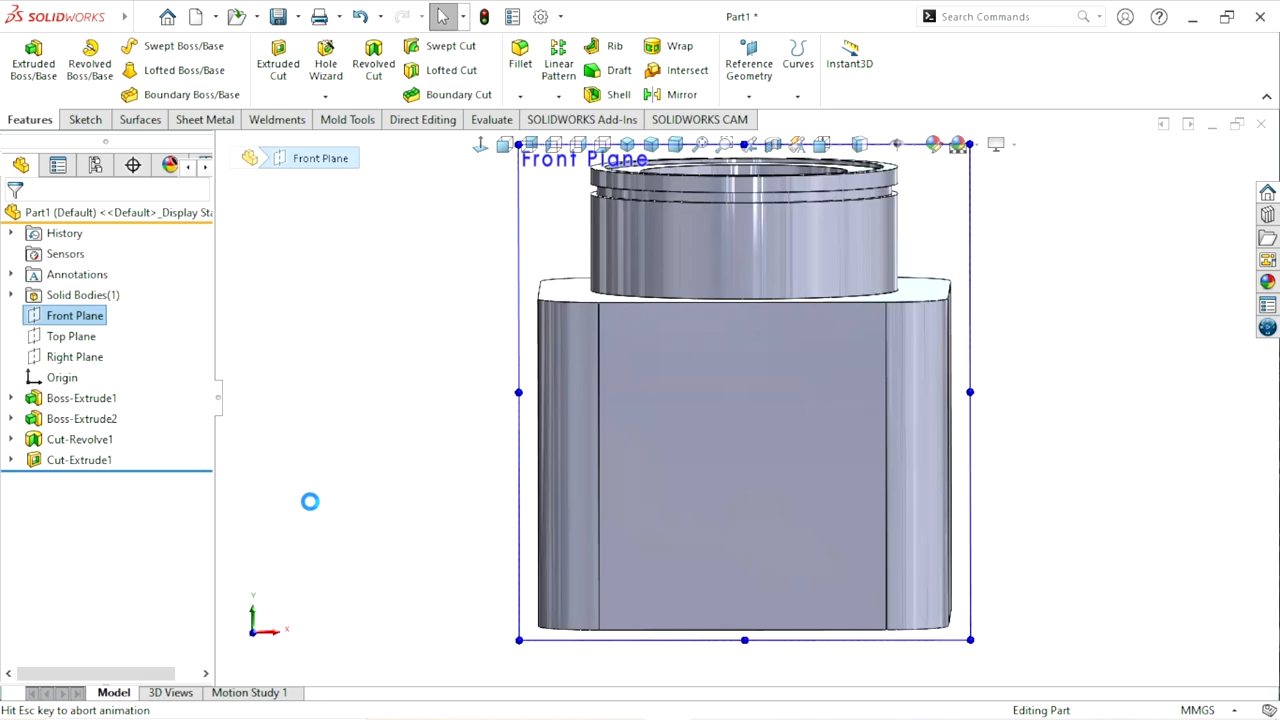 SOLIDWORKS
Part1 *
Search Commands
Extruded Boss/Base
Revolved Boss/Base
Swept Boss/Base
Lofted Boss/Base
Boundary Boss/Base
Extruded Cut
Hole Wizard
Revolved Cut
Swept Cut
Lofted Cut
Boundary Cut
Fillet
Linear Pattern
Rib
Draft
Shell
Wrap
Intersect
Mirror
Reference Geometry
Curves
Instant3D
Features
Sketch
Surfaces
Sheet Metal
Weldments
Mold Tools
Direct Editing
Evaluate
SOLIDWORKS Add-Ins
SOLIDWORKS CAM
Front Plane
Front Plane
Part1 (Default) <<Default>_Display Sta
History
Sensors
Annotations
Solid Bodies(1)
Front Plane
Top Plane
Right Plane
Origin
Boss-Extrude1
Boss-Extrude2
Cut-Revolve1
Cut-Extrude1
Y
X
Model
3D Views
Motion Study 1
Hit Esc key to abort animation
Editing Part
MMGS